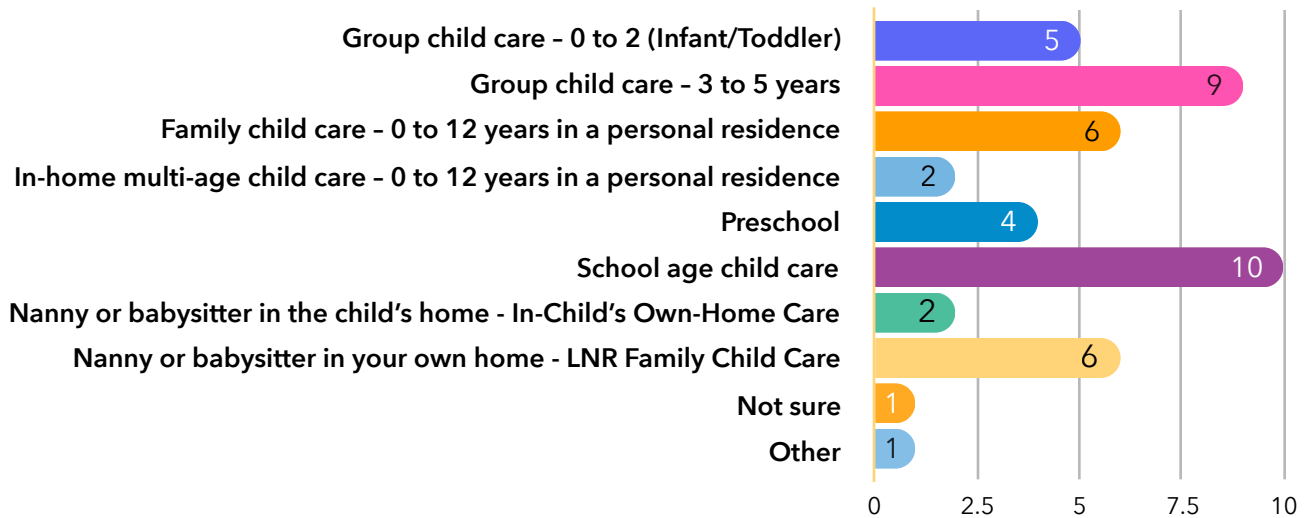 Group child care – 0 to 2 (Infant/Toddler) 5
Group child care – 3 to 5 years 9
Family child care – 0 to 12 years in a personal residence 6
In-home multi-age child care – 0 to 12 years in a personal residence 2
Preschool 4
School age child care 10
Nanny or babysitter in the child’s home - In-Child’s Own-Home Care 2
Nanny or babysitter in your own home - LNR Family Child Care 6
Not sure 1
Other 1
0 2.5 5 7.5 10